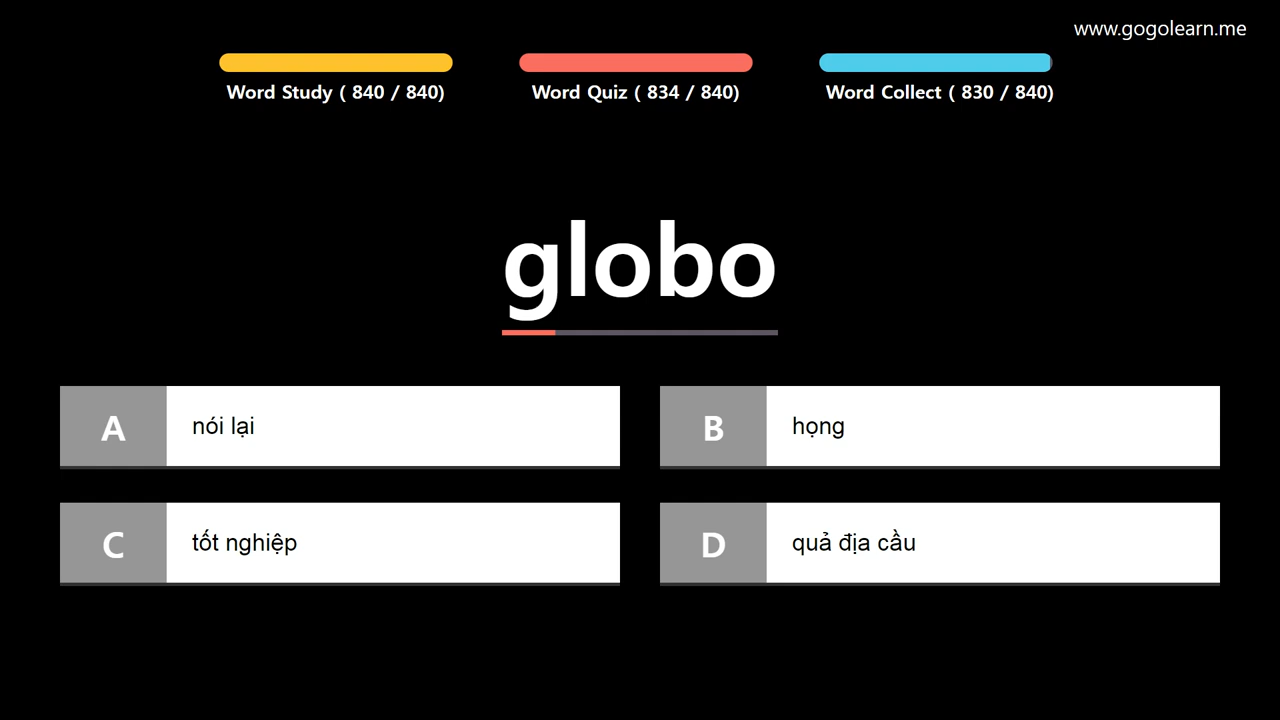 www.gogolearn.me
Word Study ( 840 / 840)
Word Quiz ( 834 / 840)
Word Collect ( 830 / 840)
globo
A
nói lại
B
họng
C
tốt nghiệp
D
quả địa cầu